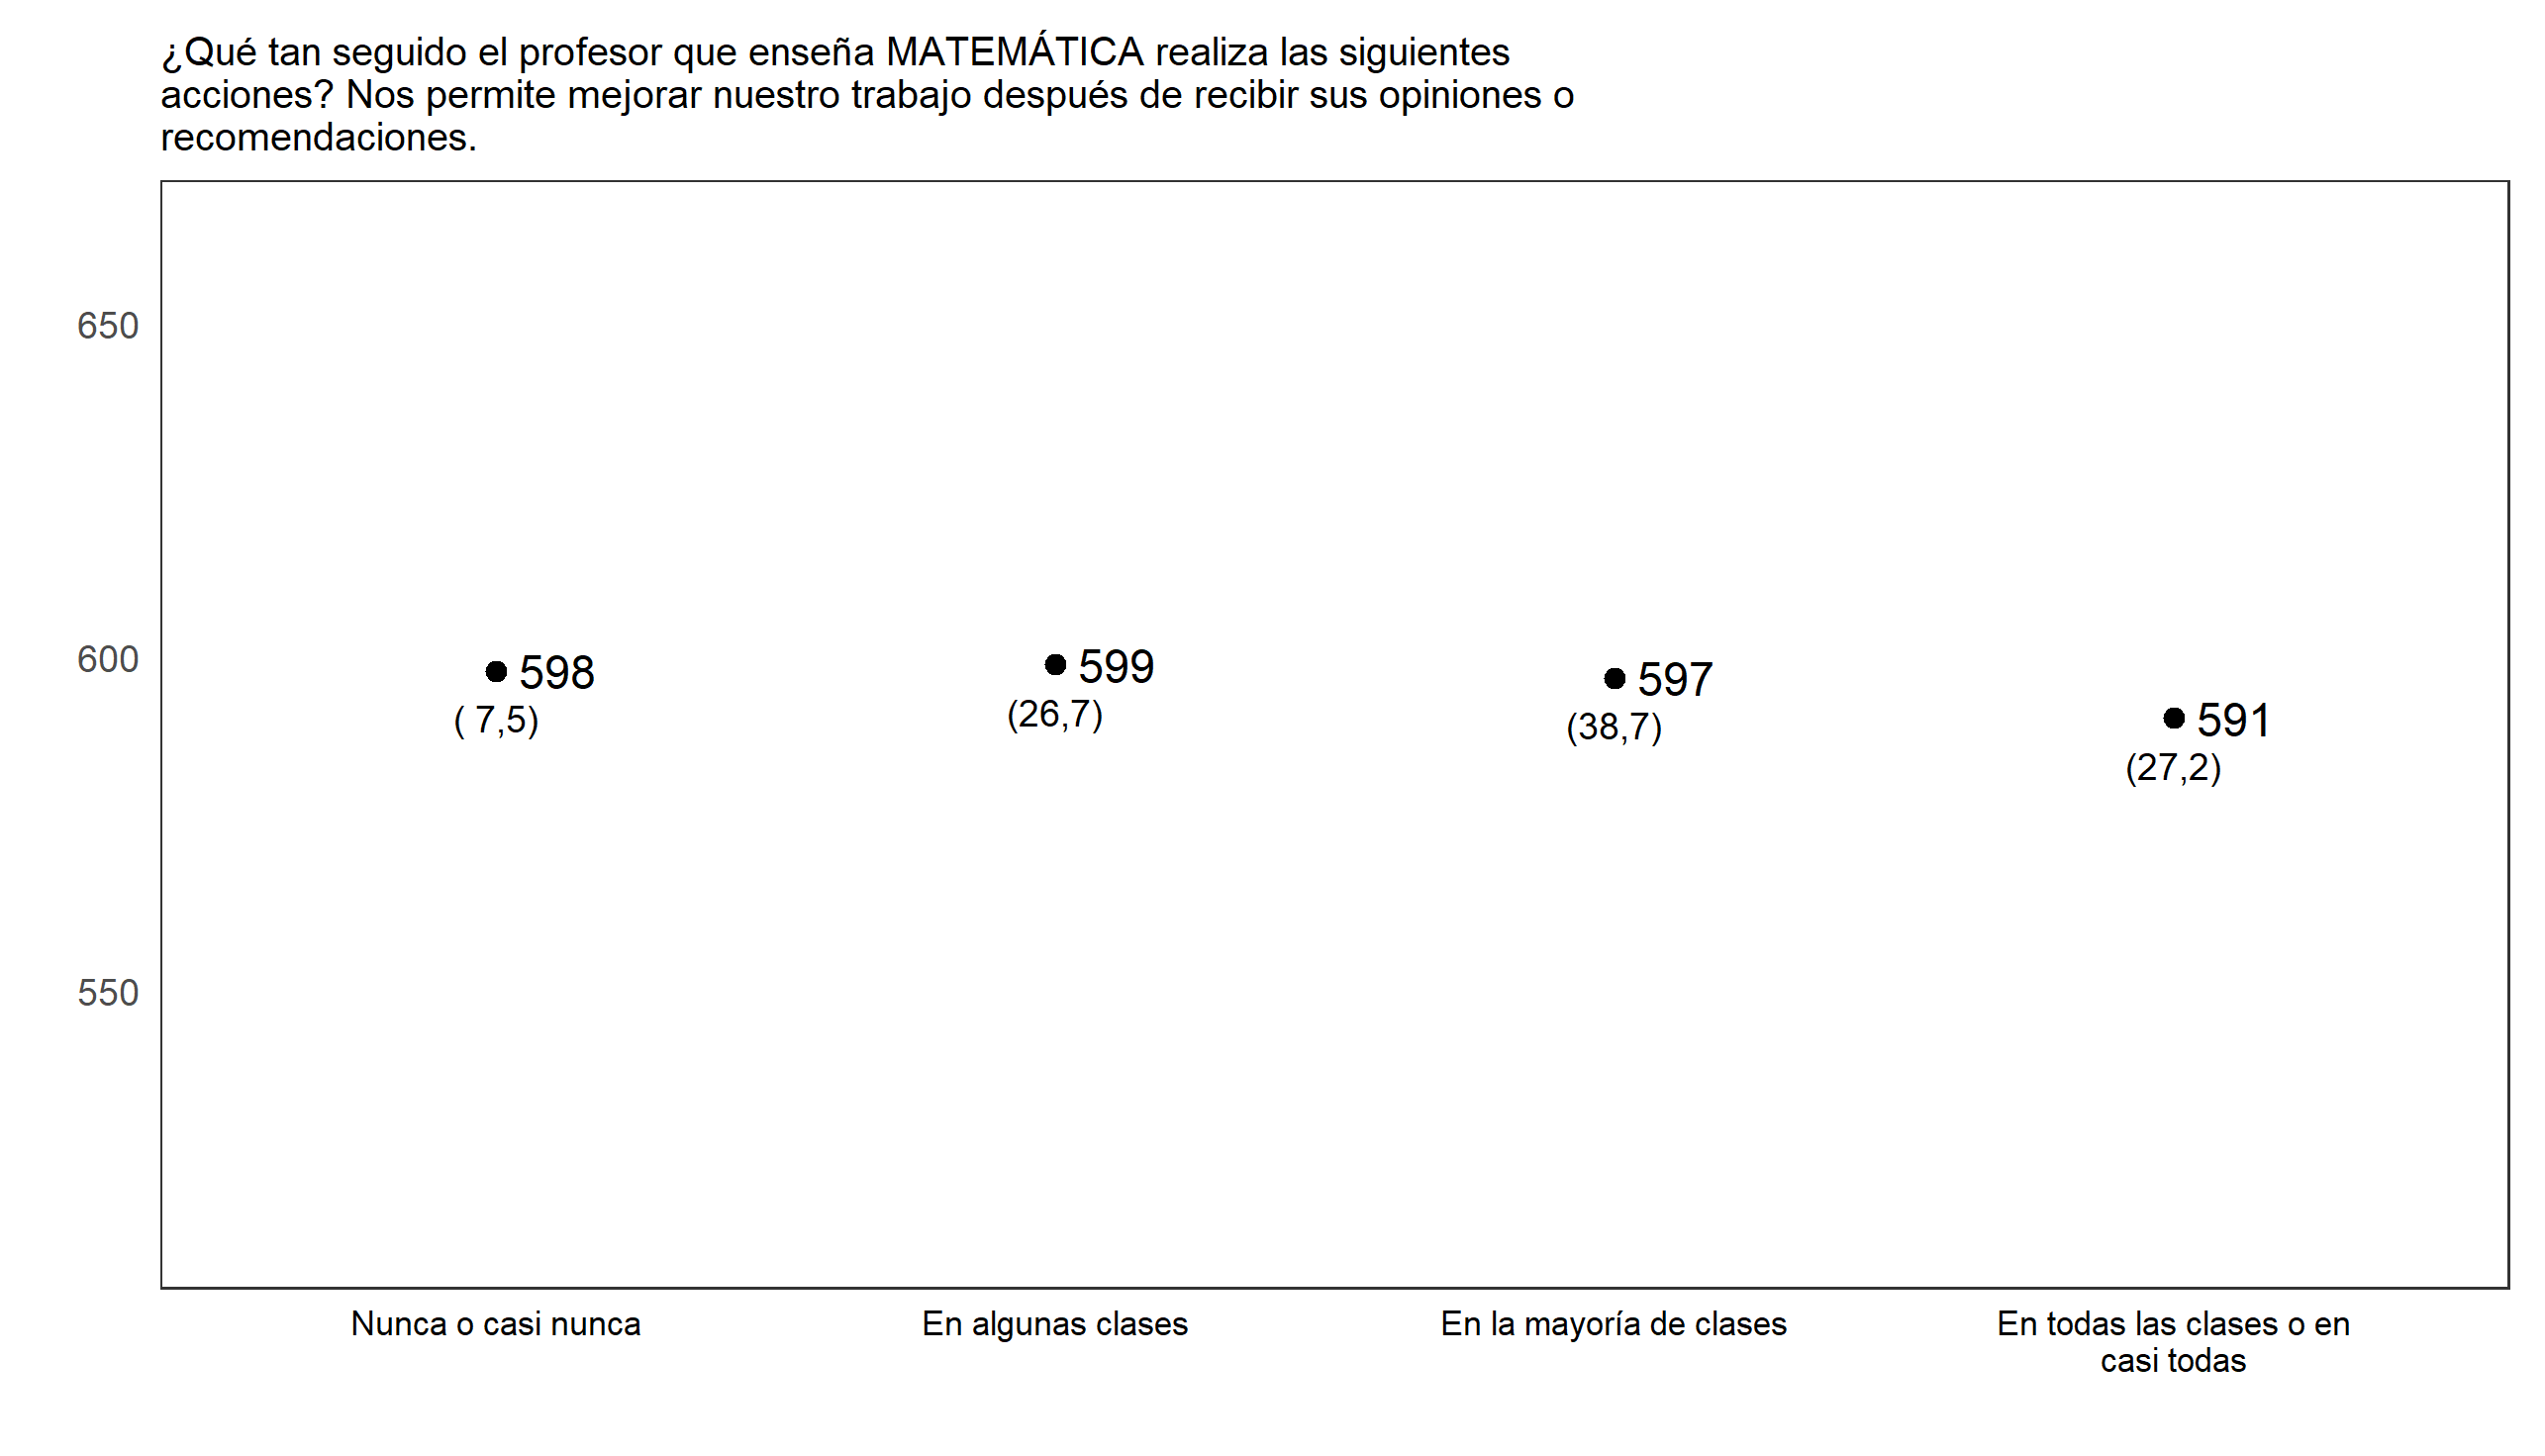 ¿Qué tan seguido el profesor que enseña MATEMÁTICA realiza las siguientes
acciones? Nos permite mejorar nuestro trabajo después de recibir sus opiniones o
recomendaciones.
650
600
550
598
( 7,5)
599
(26,7)
597
(38,7)
591
(27,2)
Nunca o casi nunca
En algunas clases
En la mayoría de clases
En todas las clases o en
casi todas